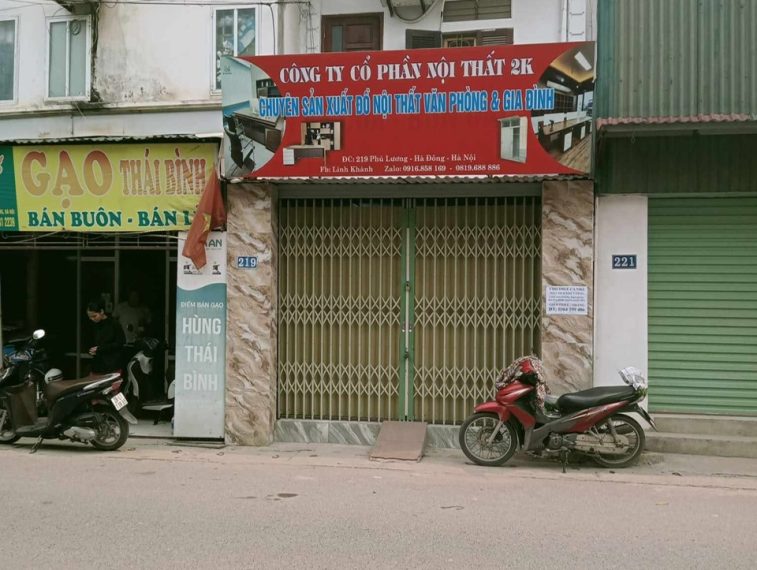 CÔNG TY CỔ PHẦN NỘI THẤT 2K
CHUYÊN SẢN XUẤT ĐỒ NỘI THẤT VĂN PHÒNG & GIA ĐÌNH
ĐC: 219 Phú Lương - Hà Đông - Hà Nội
Fb: Linh Khánh Zalo: 0916.858 169 - 0819.688 886
GẠO THÁI BÌNH
BÁN BUÔN - BÁN
219
221
AN
ĐIỂM BÁN GẠO
HÙNG
THÁI
BÌNH